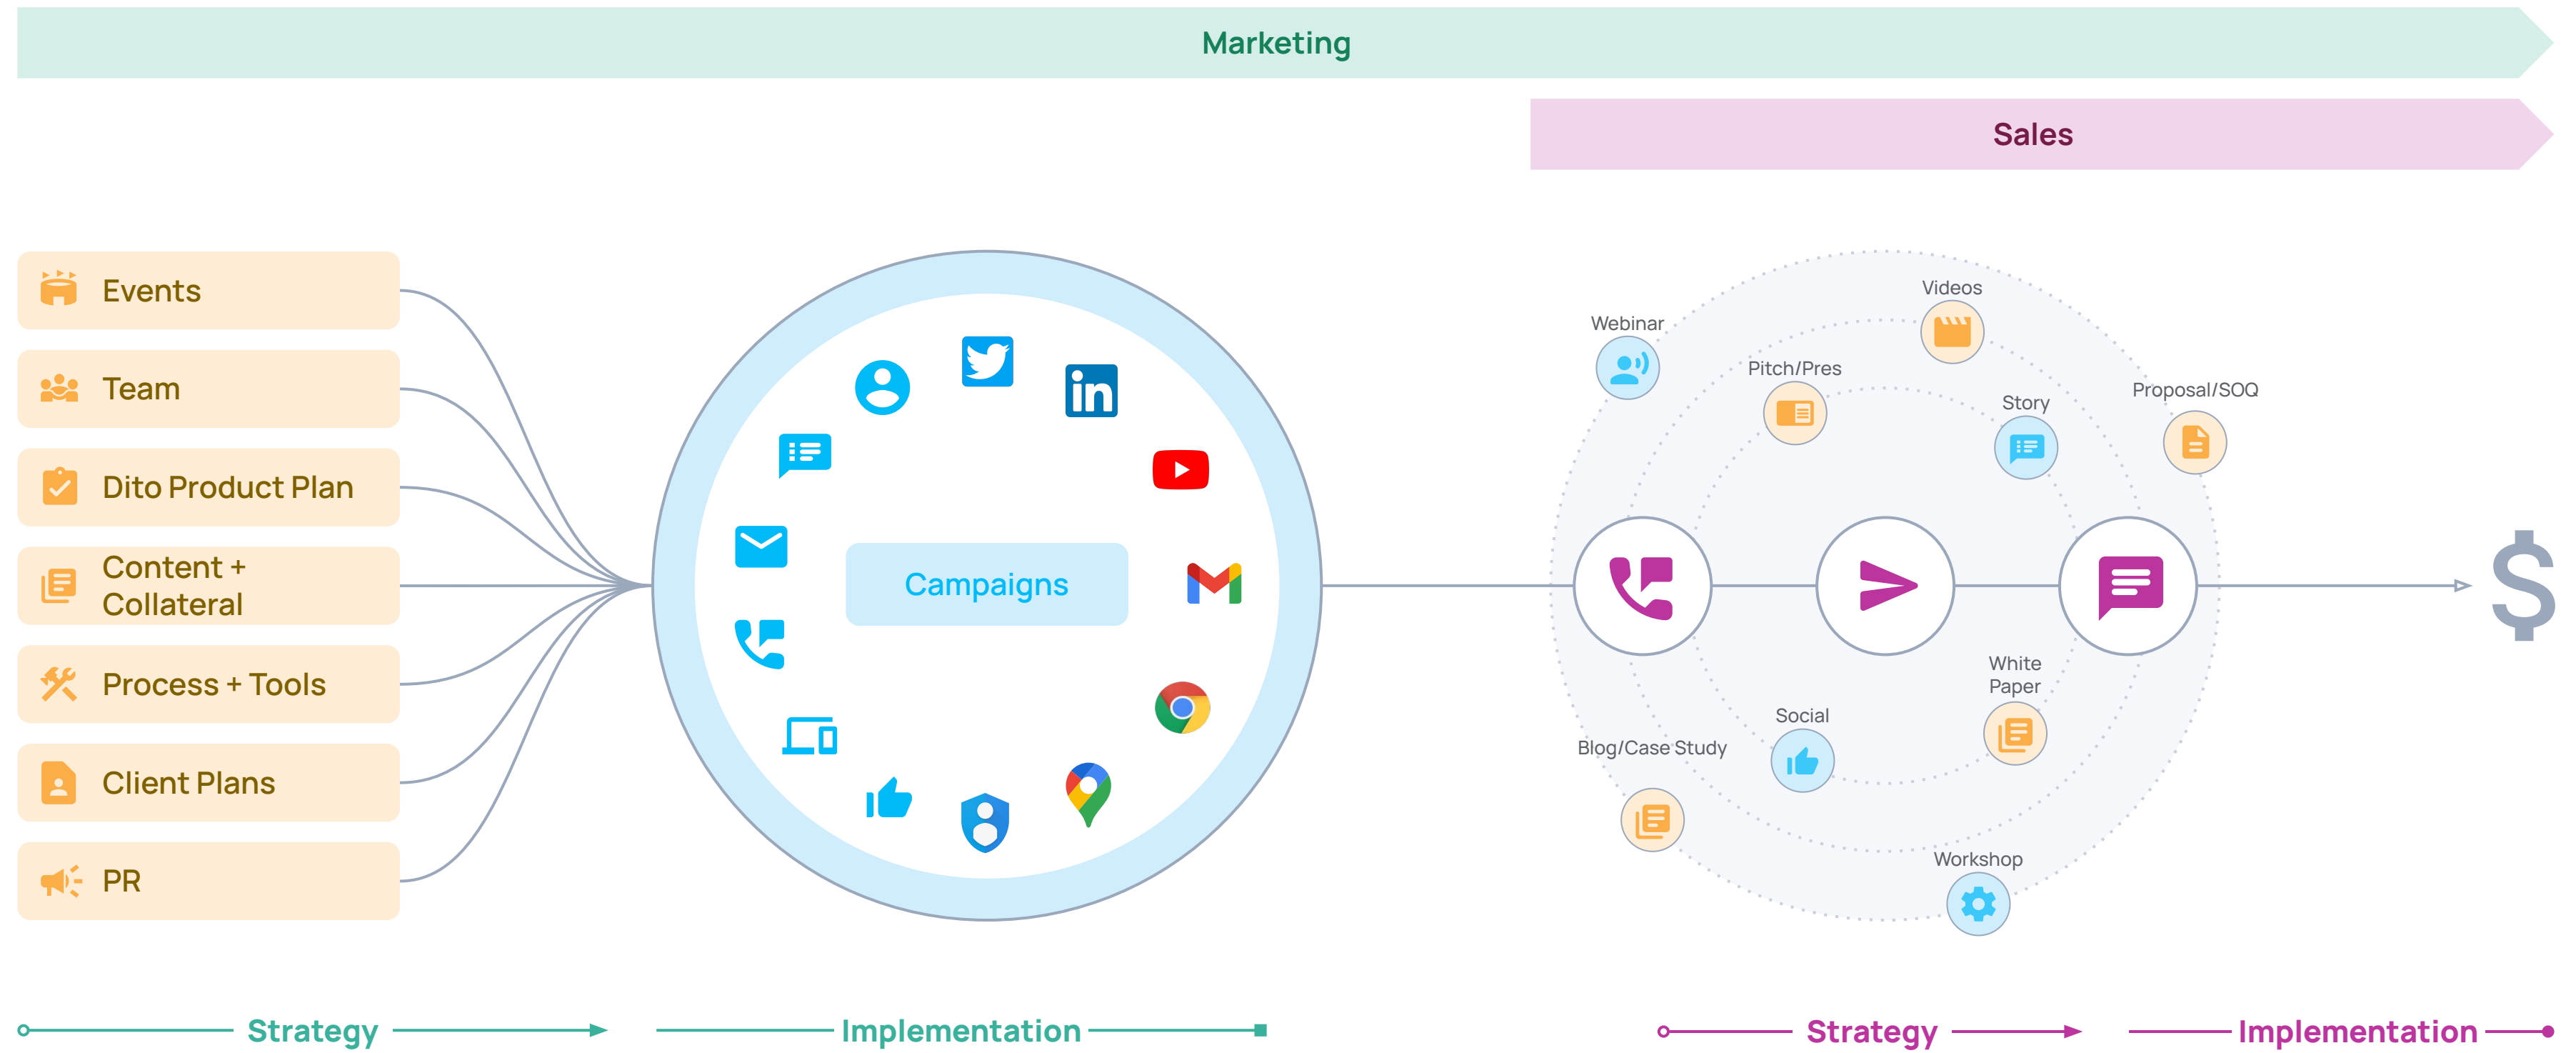 Marketing
Sales
Events
Team
Dito Product Plan
Content +
Collateral
Process + Tools
Client Plans
PR
Campaigns
Webinar
Videos
Pitch/Pres
Story
Proposal/SOQ
White
Paper
Social
Blog/Case Study
Workshop
Strategy
Implementation
Strategy
Implementation